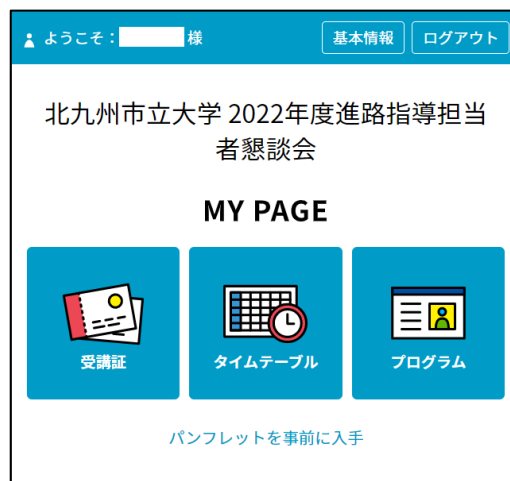 ようこそ： 様
基本情報
ログアウト
北九州市立大学 2022年度進路指導担当
者懇談会
MY PAGE
受講証
タイムテーブル
プログラム
パンフレットを事前に入手